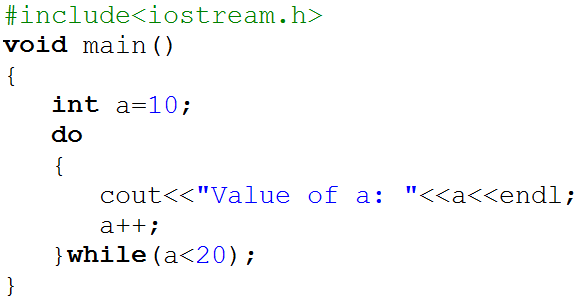 #include<iostream.h>
void main()
{
   int a=10;
   do
   {
      cout<<"Value of a: "<<a<<endl;
      a++;
   }while(a<20);
}